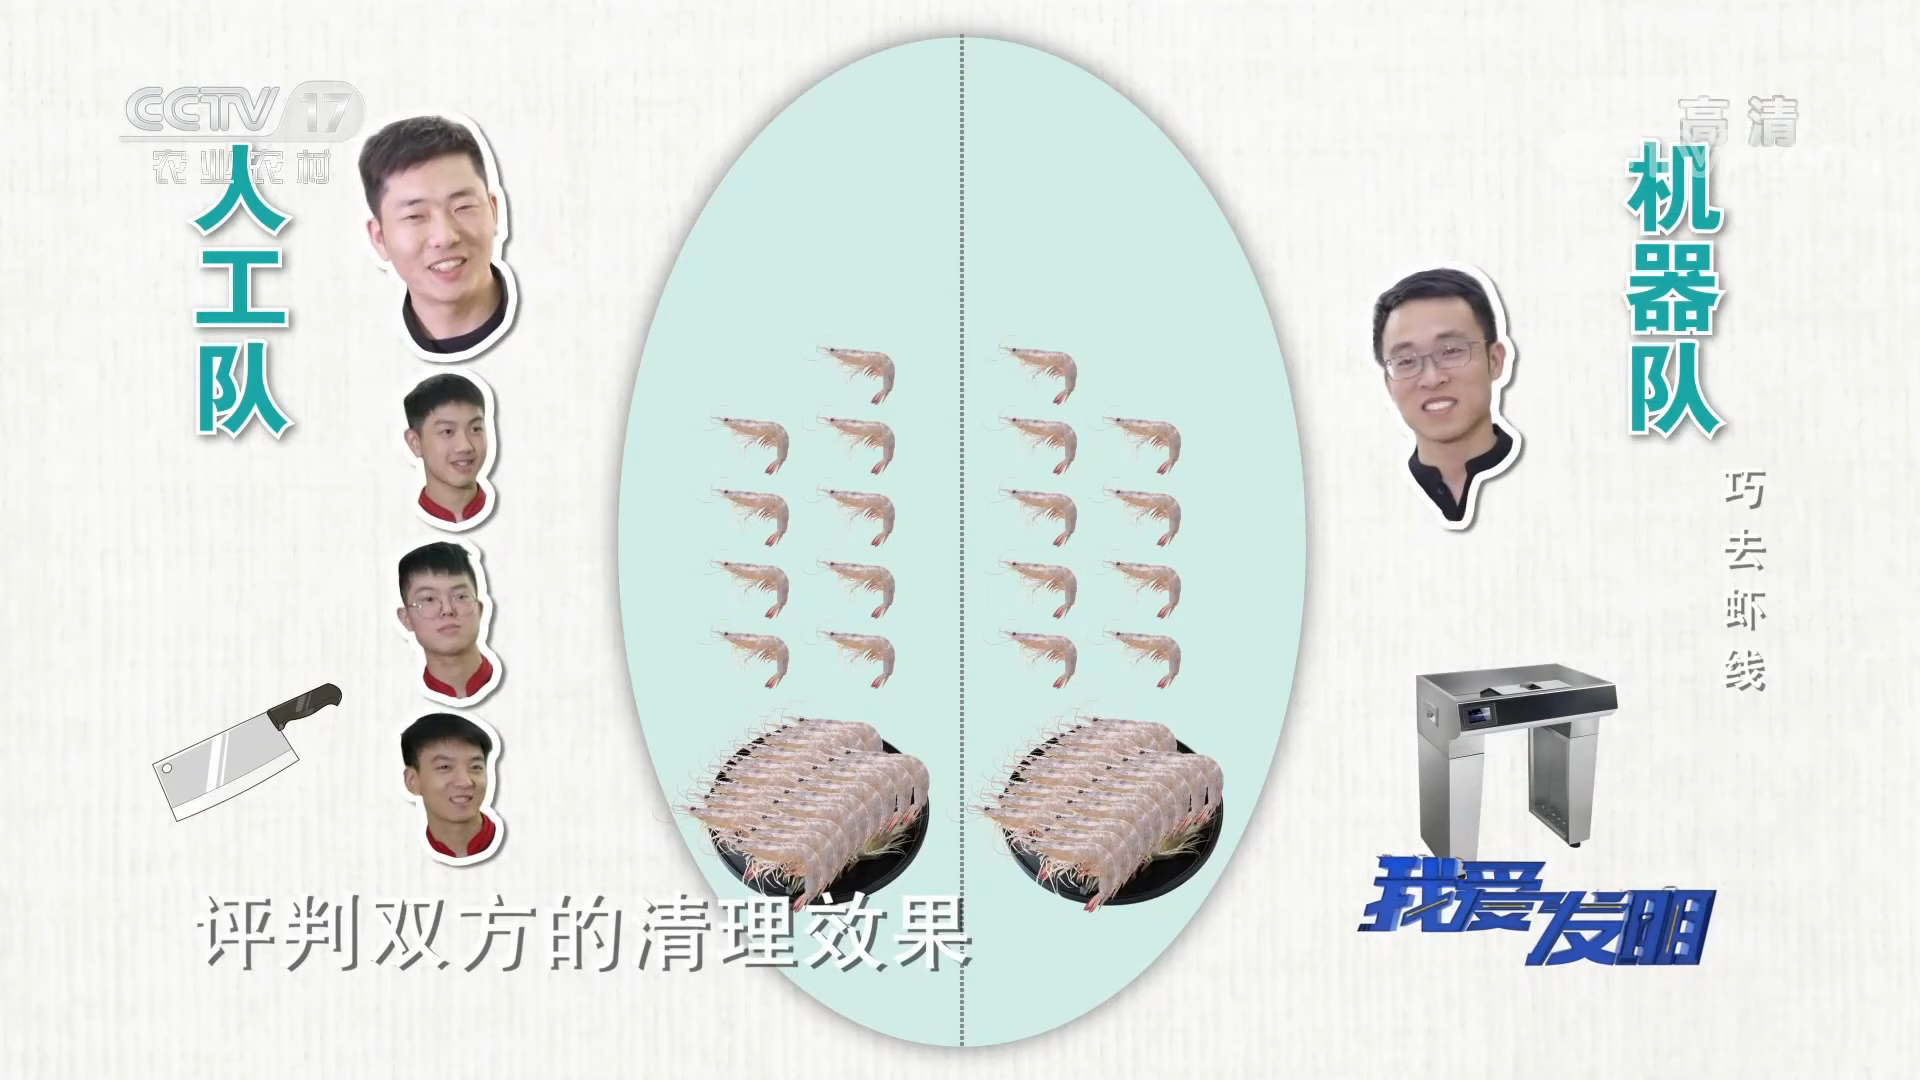 CCTV 17
农业农村
高清
人工队
机器队
巧去虾线
评判双方的清理效果
我爱发明